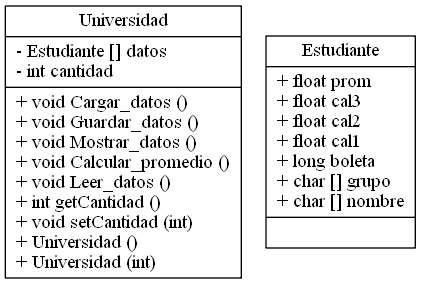 Universidad
- Estudiante [] datos
- int cantidad
+ void Cargar_datos ()
+ void Guardar_datos ()
+ void Mostrar_datos ()
+ void Calcular_promedio ()
+ void Leer_datos ()
+ int getCantidad ()
+ void setCantidad (int)
+ Universidad ()
+ Universidad (int)
Estudiante
+ float prom
+ float cal3
+ float cal2
+ float cal1
+ long boleta
+ char [] grupo
+ char [] nombre